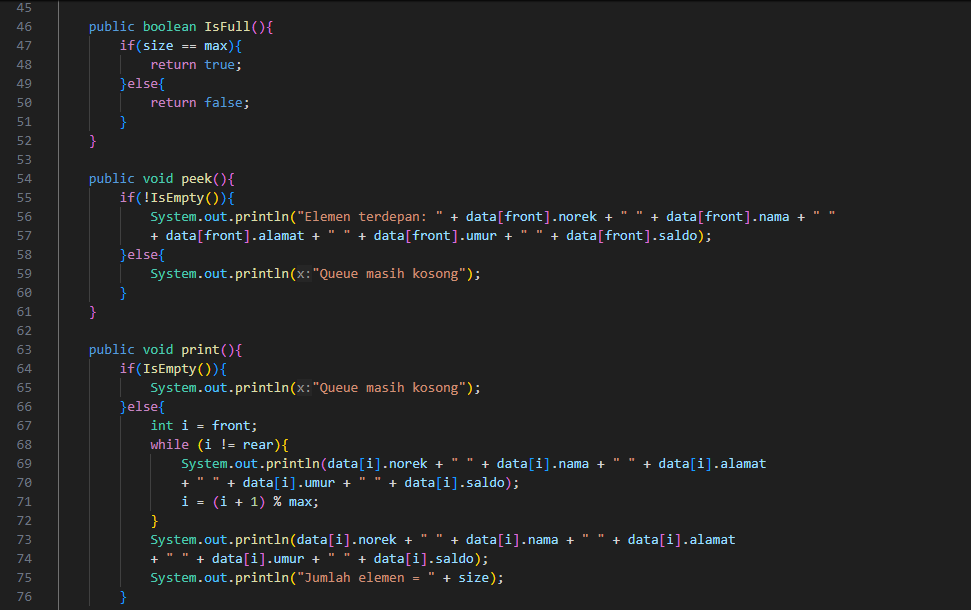 45
46 public boolean IsFull(){
47 if(size == max){
48 return true;
49 }else{
50 return false;
51 }
52 }
53
54 public void peek(){
55 if(!IsEmpty()){
56 System.out.println("Elemen terdepan: " + data[front].norek + " " + data[front].nama + " "
57 + data[front].alamat + " " + data[front].umur + " " + data[front].saldo);
58 }else{
59 System.out.println(x:"Queue masih kosong");
60 }
61 }
62
63 public void print(){
64 if(IsEmpty()){
65 System.out.println(x:"Queue masih kosong");
66 }else{
67 int i = front;
68 while (i != rear){
69 System.out.println(data[i].norek + " " + data[i].nama + " " + data[i].alamat
70 + " " + data[i].umur + " " + data[i].saldo);
71 i = (i + 1) % max;
72 }
73 System.out.println(data[i].norek + " " + data[i].nama + " " + data[i].alamat
74 + " " + data[i].umur + " " + data[i].saldo);
75 System.out.println("Jumlah elemen = " + size);
76 }